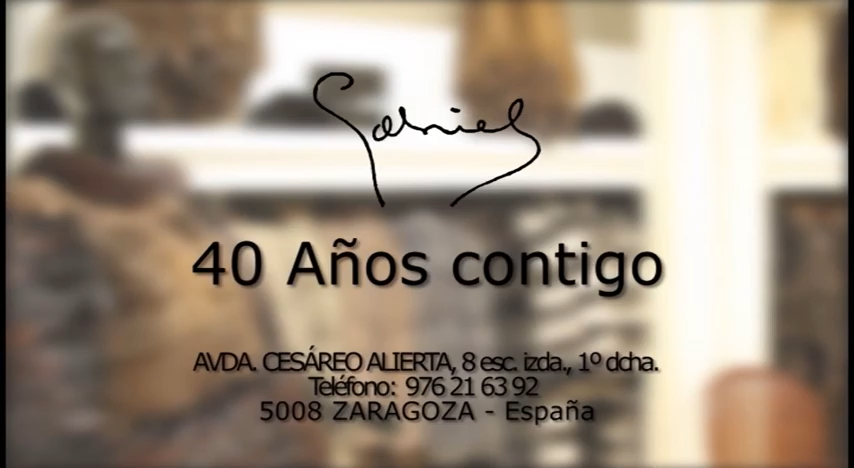 Gabriel
40 Años contigo
AVDA. CESÁREO ALIERTA, 8 esc. izda., 1º dcha.
Teléfono: 976 21 63 92
5008 ZARAGOZA - España